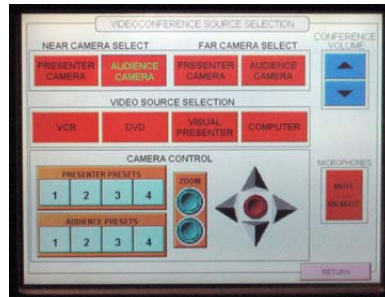 VIDEOCONFERENCE SOURCE SELECTION
NEAR CAMERA SELECT
FAR CAMERA SELECT
CONFERENCE
VOLUME
PRESENTER
CAMERA
AUDIENCE
CAMERA
PRESENTER
CAMERA
AUDIENCE
CAMERA
VIDEO SOURCE SELECTION
VCR
DVD
VISUAL
PRESENTER
COMPUTER
CAMERA CONTROL
MICROPHONES
PRESENTER PRESETS
1 2 3 4
ZOOM
AUDIENCE PRESETS
1 2 3 4
MUTE
UN-MUTE
RETURN